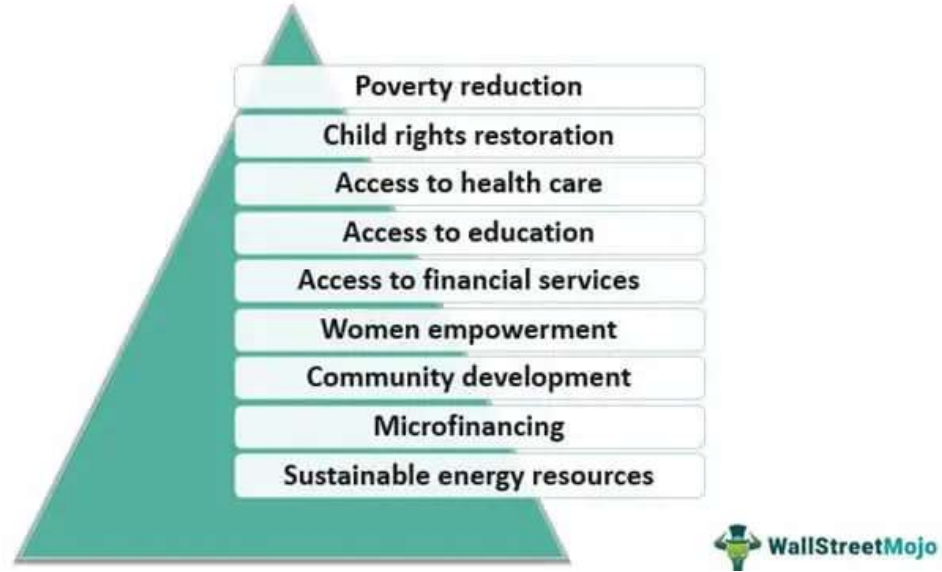 Poverty reduction
Child rights restoration
Access to health care
Access to education
Access to financial services
Women empowerment
Community development
Microfinancing
Sustainable energy resources
WallStreetMojo